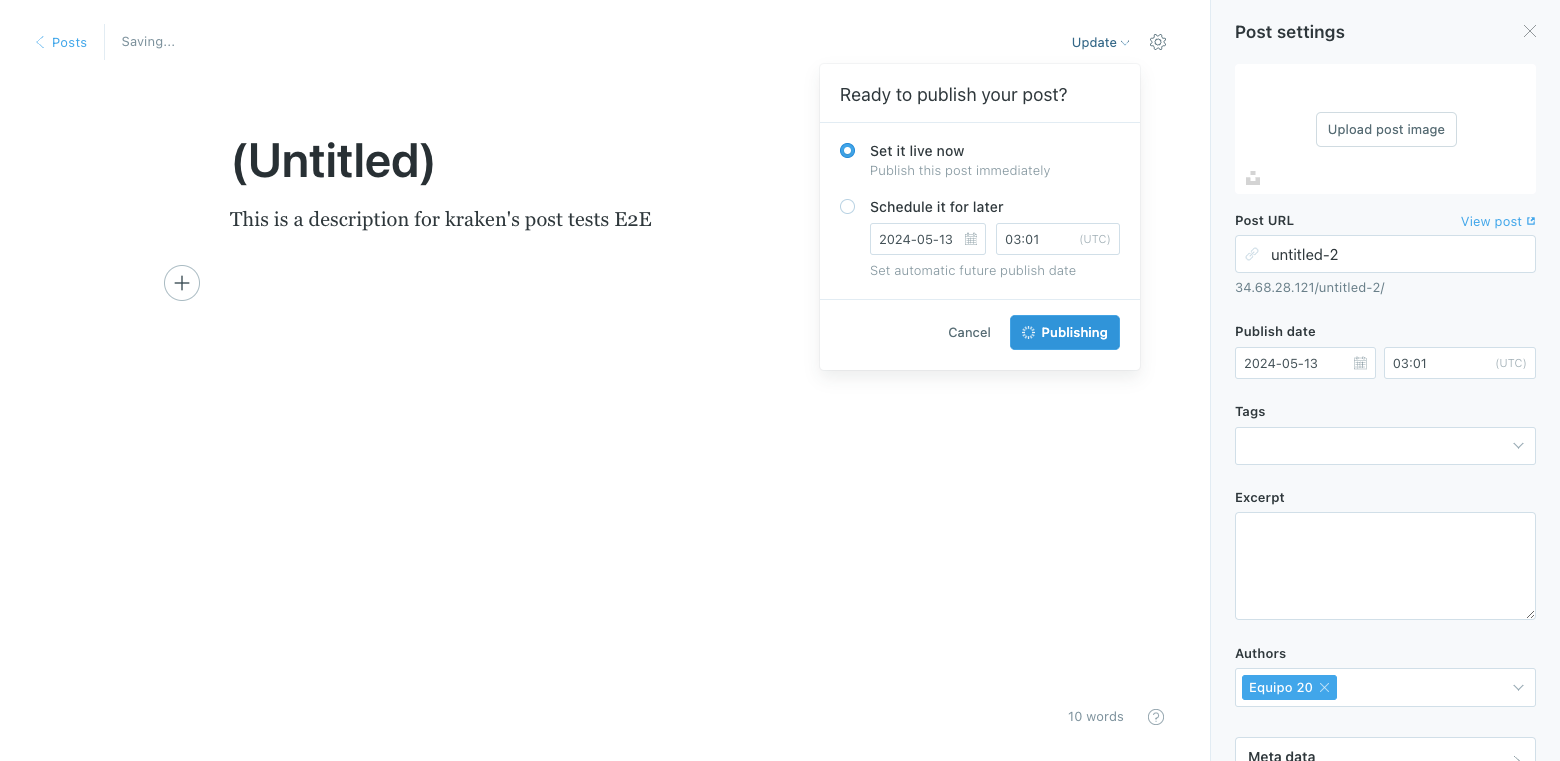 Posts
Saving...
Update
(Untitled)
This is a description for kraken's post tests E2E
Ready to publish your post?
Set it live now
Publish this post immediately
Schedule it for later
2024-05-13
03:01 (UTC)
Set automatic future publish date
Cancel
Publishing
10 words
?
Post settings
Upload post image
Post URL
View post
untitled-2
34.68.28.121/untitled-2/
Publish date
2024-05-13
03:01 (UTC)
Tags
Excerpt
Authors
Equipo 20
Meta data